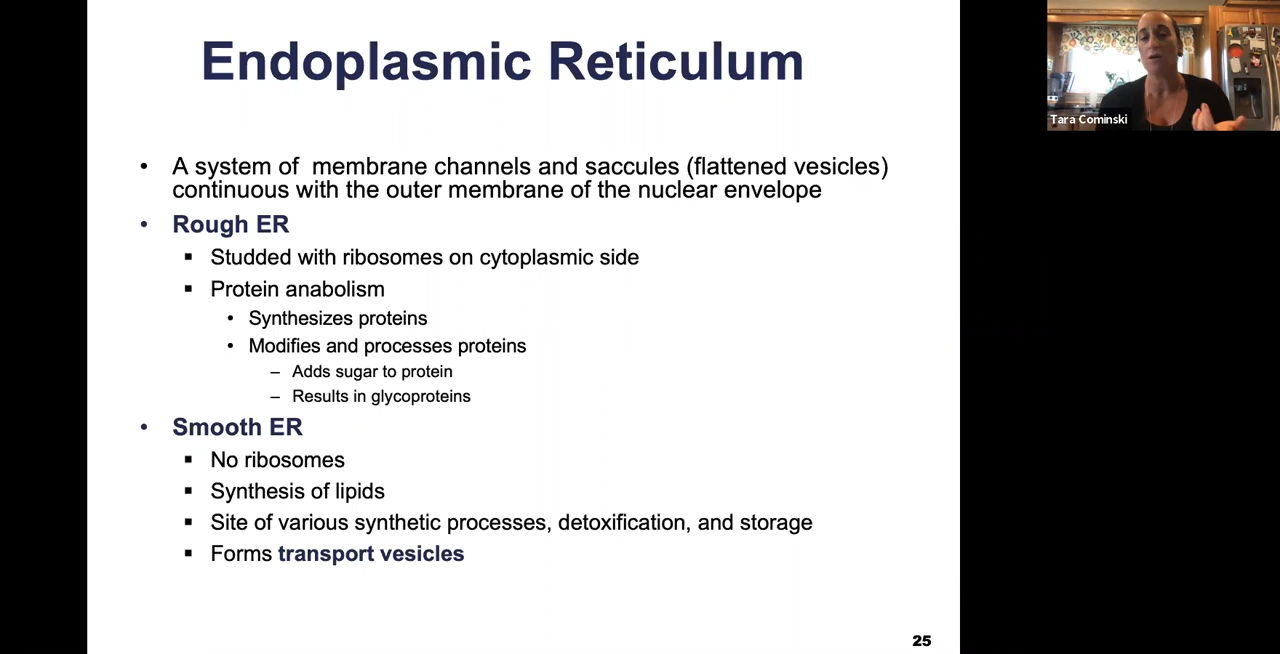 Endoplasmic Reticulum
Tara Cominski
• A system of membrane channels and saccules (flattened vesicles)
continuous with the outer membrane of the nuclear envelope
• Rough ER
▪ Studded with ribosomes on cytoplasmic side
▪ Protein anabolism
• Synthesizes proteins
• Modifies and processes proteins
– Adds sugar to protein
– Results in glycoproteins
• Smooth ER
▪ No ribosomes
▪ Synthesis of lipids
▪ Site of various synthetic processes, detoxification, and storage
▪ Forms transport vesicles
25